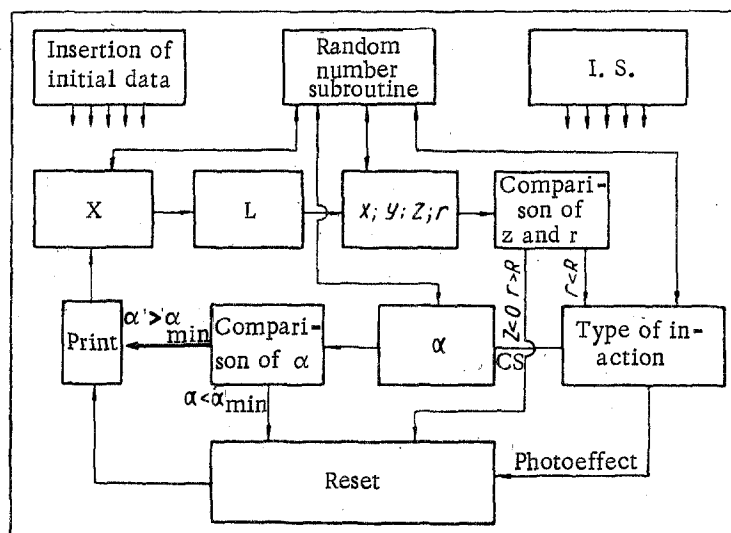 Insertion of
initial data
Random
number
subroutine
I. S.
X
L
x; y; z; r
Compari-
son of
z and r
z<0 r>R
r<R
Print
α'>α min
Compari-
son of α
α
CS
Type of in-
action
α<α min
Reset
Photoeffect